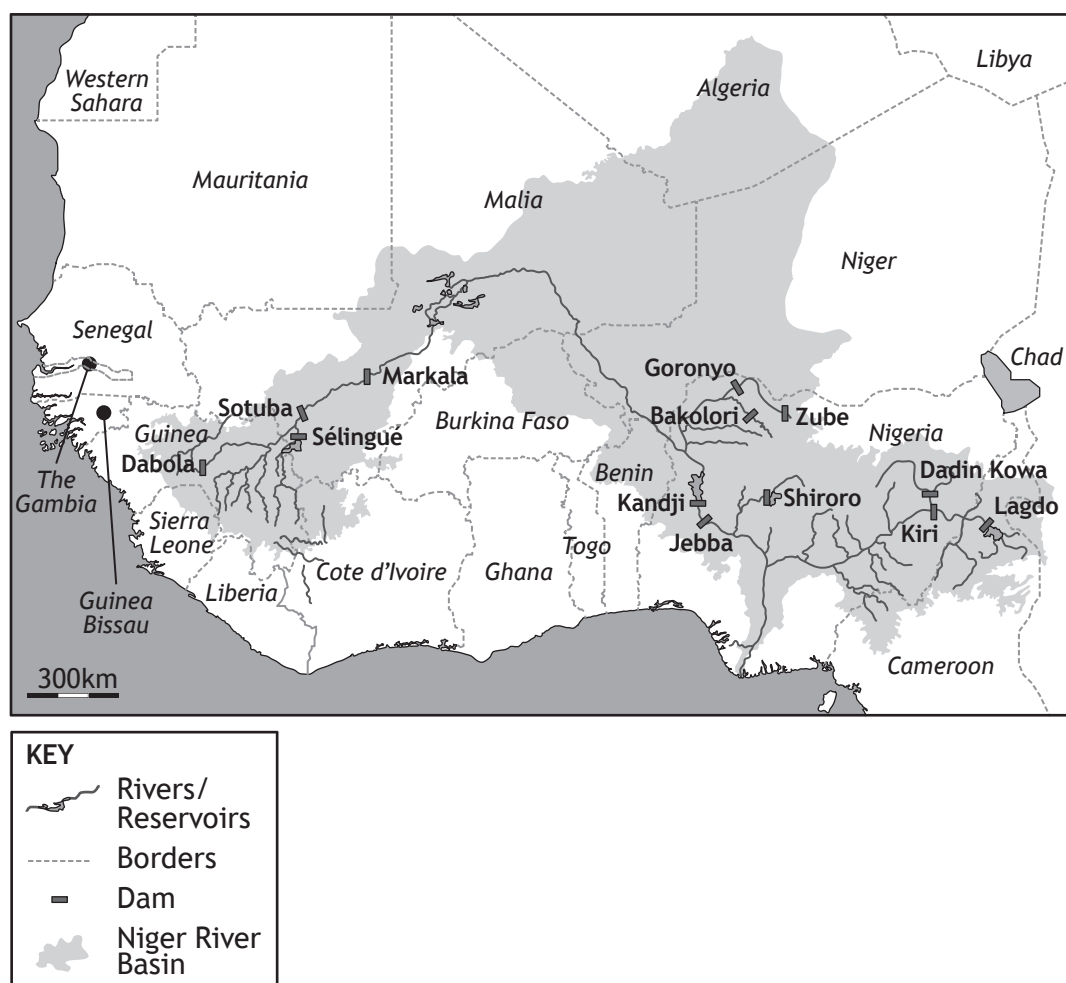 Western
Sahara
Algeria
Libya
Mauritania
Malia
Niger
Senegal
Chad
Markala
Goronyo
Sotuba
Bakolori
Zube
Guinea
Sélingué
Burkina Faso
Nigeria
Dabola
Benin
Dadin Kowa
The
Gambia
Kandji
Shiroro
Lagdo
Sierra
Leone
Jebba
Kiri
Togo
Cote d'Ivoire
Ghana
Liberia
Guinea
Bissau
Cameroon
300km
KEY
Rivers/
Reservoirs
Borders
Dam
Niger River
Basin